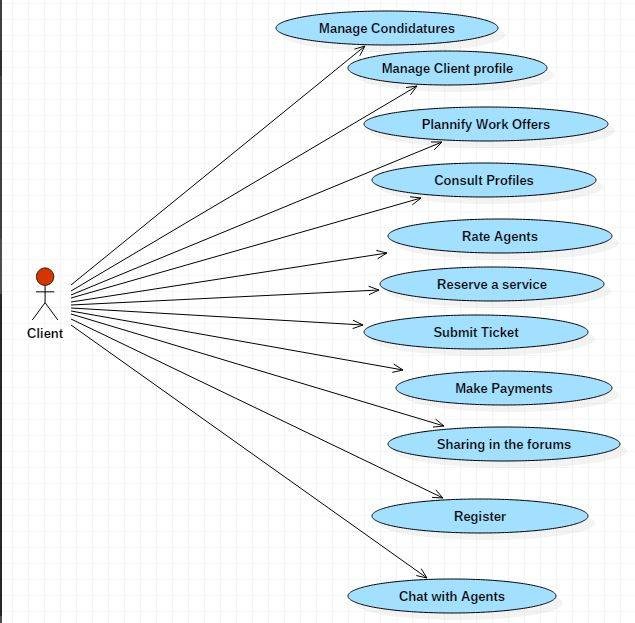 Manage Condidatures
Manage Client profile
Plannify Work Offers
Consult Profiles
Rate Agents
Reserve a service
Client
Submit Ticket
Make Payments
Sharing in the forums
Register
Chat with Agents